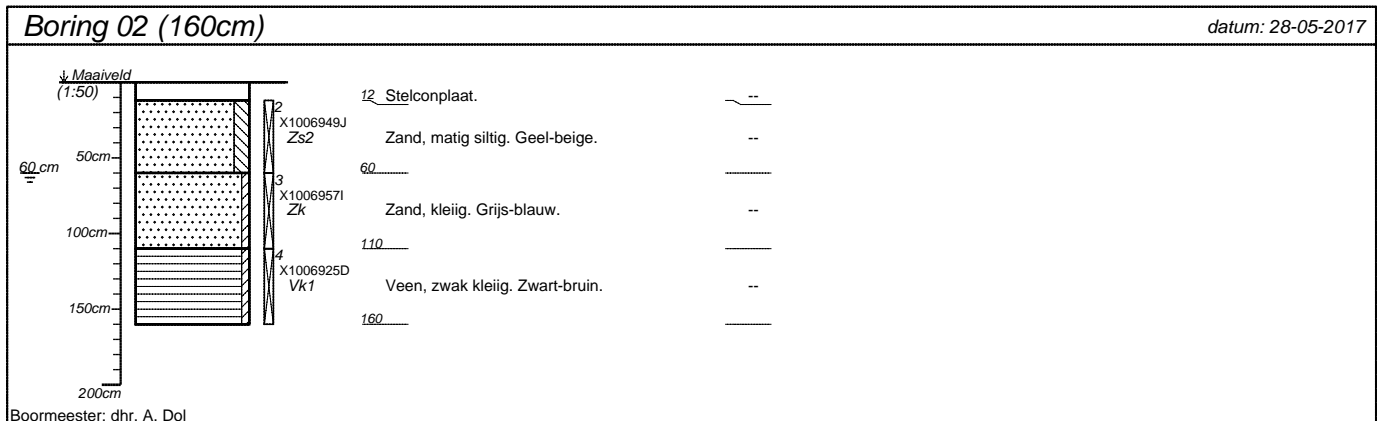 Boring 02 (160cm) datum: 28-05-2017
Maaiveld
(1:50)
12 Stelconplaat. --
2
X1006949J
Zs2 Zand, matig siltig. Geel-beige. --
50cm
60 cm 60
3
X1006957I
Zk Zand, kleiig. Grijs-blauw. --
100cm
110
4
X1006925D
Vk1 Veen, zwak kleiig. Zwart-bruin. --
150cm
160
200cm
Boormeester: dhr. A. Dol